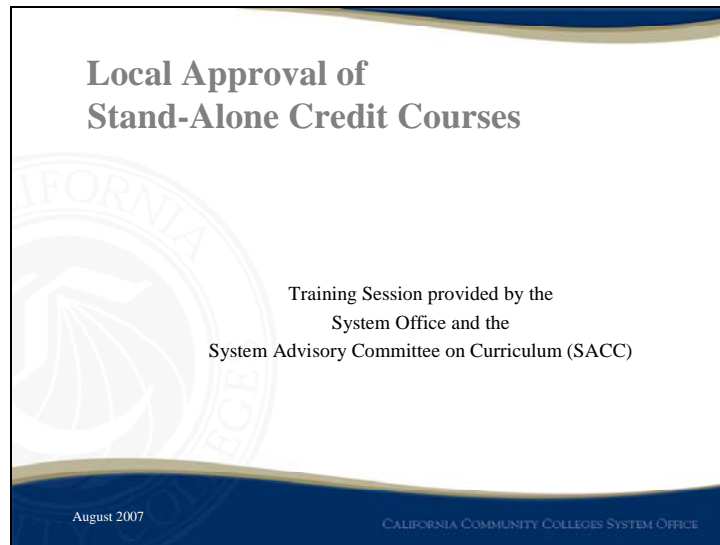 Local Approval of
Stand-Alone Credit Courses
IFORNIA
Training Session provided by the
System Office and the
System Advisory Committee on Curriculum (SACC)
August 2007
CALIFORNIA COMMUNITY COLLEGES SYSTEM OFFICE